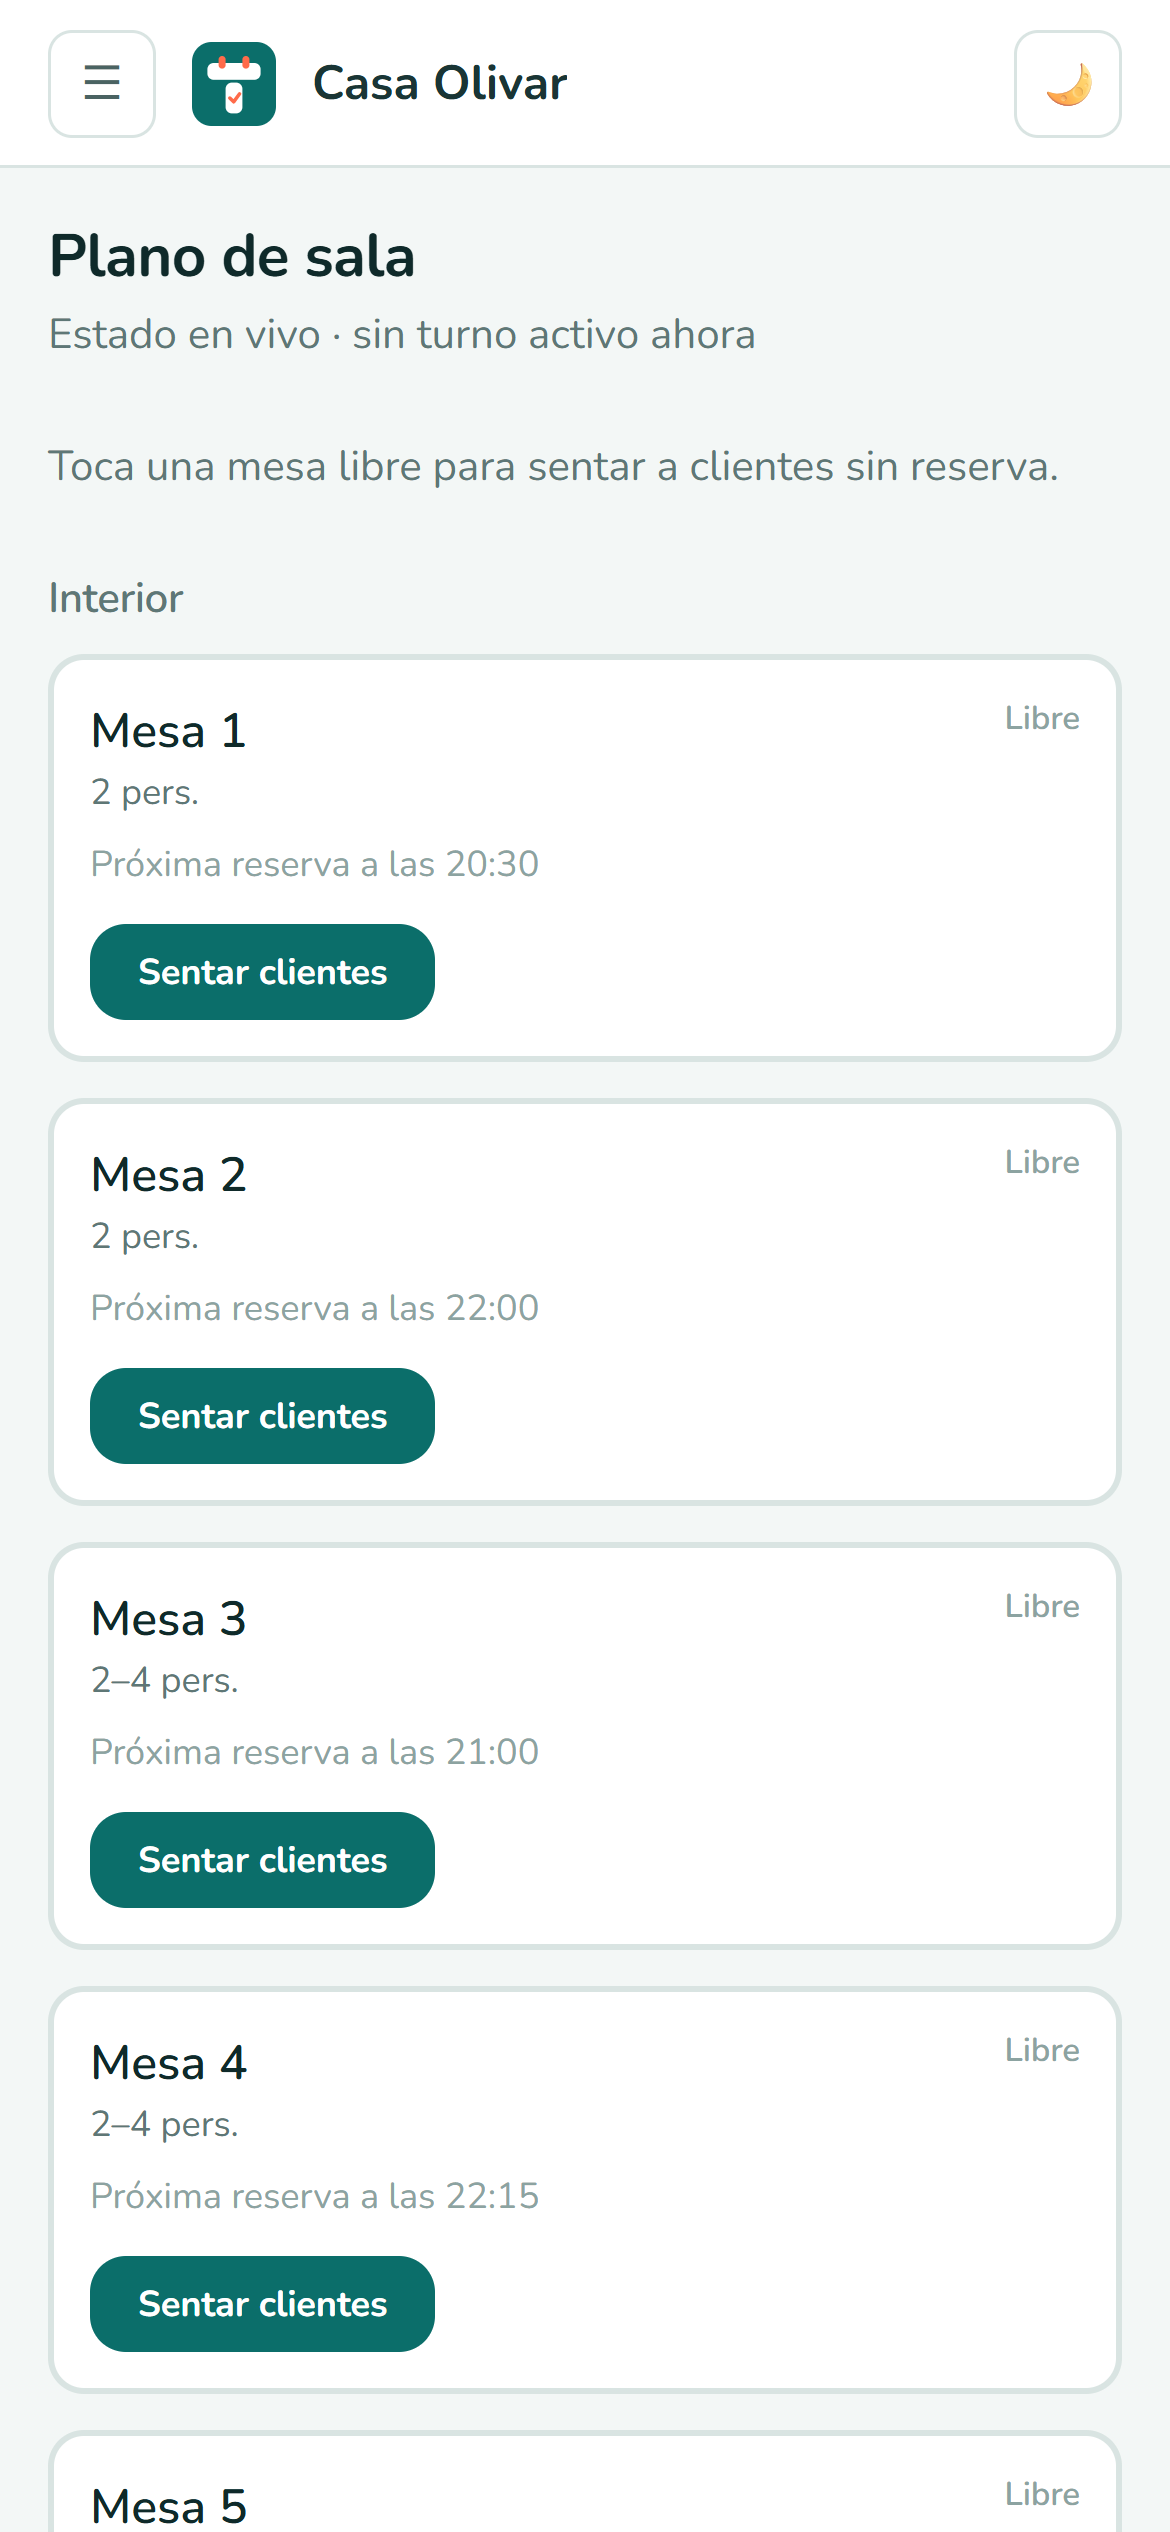 Casa Olivar
Plano de sala
Estado en vivo · sin turno activo ahora
Toca una mesa libre para sentar a clientes sin reserva.
Interior
Mesa 1
Libre
2 pers.
Próxima reserva a las 20:30
Sentar clientes
Mesa 2
Libre
2 pers.
Próxima reserva a las 22:00
Sentar clientes
Mesa 3
Libre
2–4 pers.
Próxima reserva a las 21:00
Sentar clientes
Mesa 4
Libre
2–4 pers.
Próxima reserva a las 22:15
Sentar clientes
Mesa 5
Libre